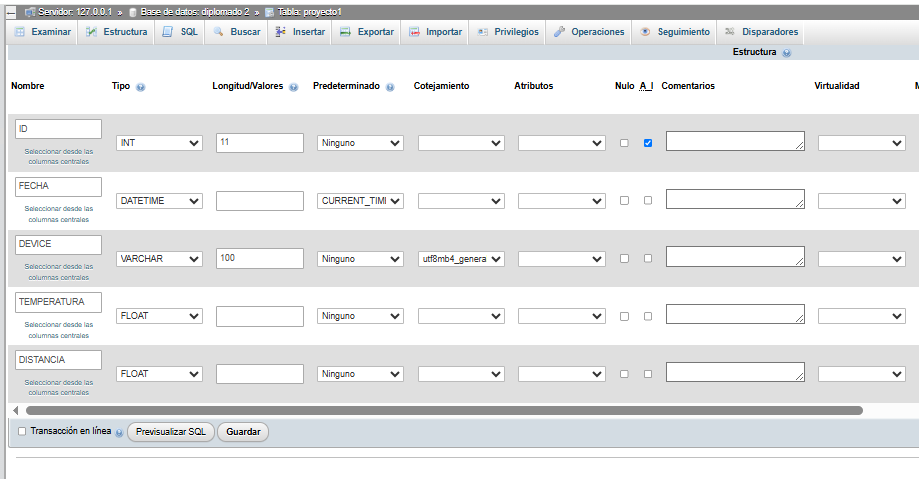 Servidor: 127.0.0.1 » Base de datos: diplomado 2 » Tabla: proyecto1
Examinar Estructura SQL Buscar Insertar Exportar Importar Privilegios Operaciones Seguimiento Disparadores
Estructura
Nombre Tipo Longitud/Valores Predeterminado Cotejamiento Atributos Nulo A_I Comentarios Virtualidad
ID INT 11 Ninguno
Seleccionar desde las
columnas centrales
FECHA DATETIME CURRENT_TIM
Seleccionar desde las
columnas centrales
DEVICE VARCHAR 100 Ninguno utf8mb4_genera
Seleccionar desde las
columnas centrales
TEMPERATURA FLOAT Ninguno
Seleccionar desde las
columnas centrales
DISTANCIA FLOAT Ninguno
Seleccionar desde las
columnas centrales
Transacción en línea Previsualizar SQL Guardar